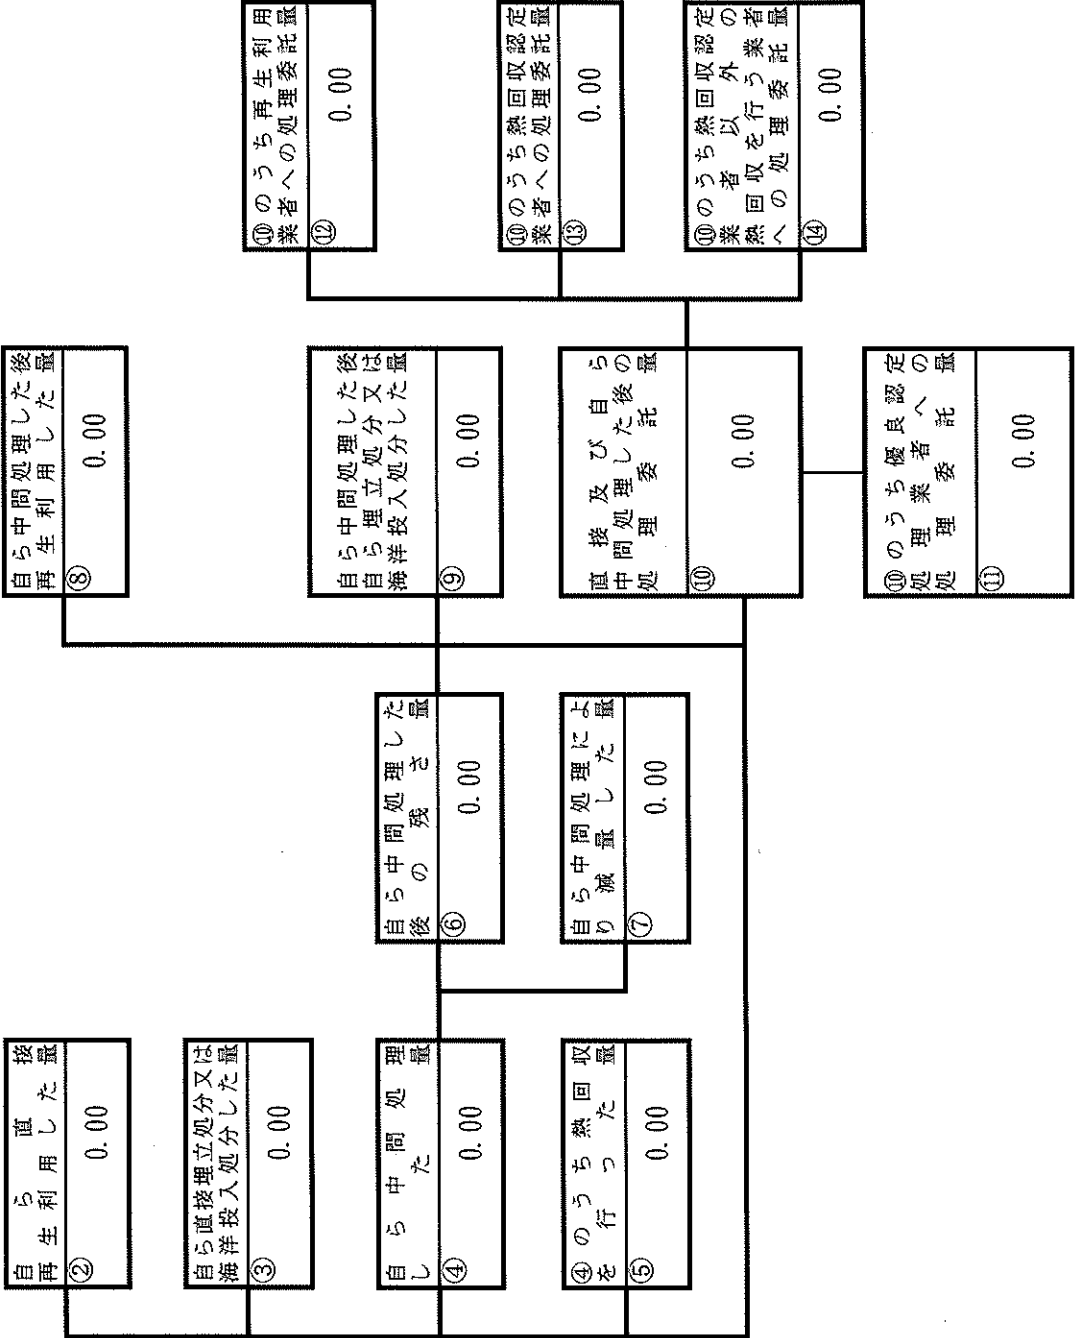 自ら直接
再生利用した量
②
0.00
自ら直接埋立処分又は
海洋投入処分した量
③
0.00
自ら中間処理
した量
④
0.00
④のうち熱回収
を行った量
⑤
0.00
自ら中間処理した
後の残さ量
⑥
0.00
自ら中間処理によ
り減量した量
⑦
0.00
自ら中間処理した後
再生利用した量
⑧
0.00
自ら中間処理した後
自ら埋立処分又は
海洋投入処分した量
⑨
0.00
直接及び自ら
中間処理した後の
処理委託量
⑩
0.00
⑩のうち優良認定
処理業者への
処理委託量
⑪
0.00
⑩のうち再生利用
業者への処理委託量
⑫
0.00
⑩のうち熱回収認定
業者への処理委託量
⑬
0.00
⑩のうち熱回収認定
業者以外の
熱回収を行う業者
への処理委託量
⑭
0.00